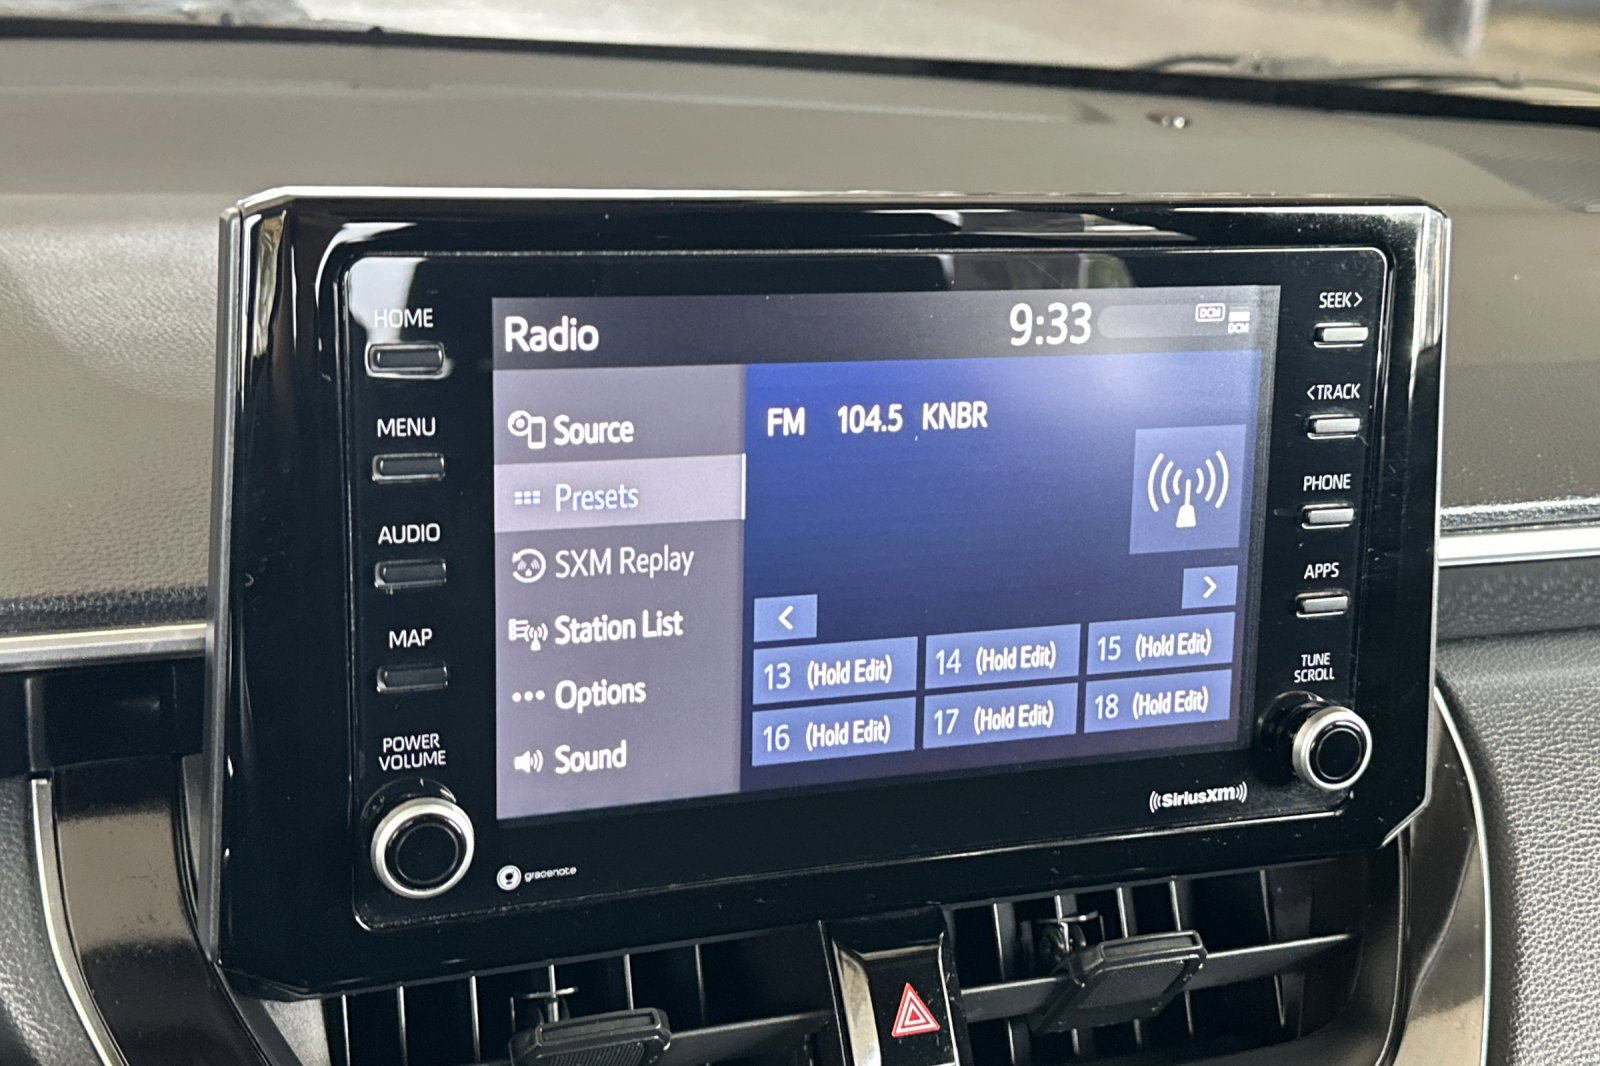 HOME
MENU
AUDIO
MAP
POWER
VOLUME
Radio
9:33
DCM
DCM
Source
Presets
SXM Replay
Station List
Options
Sound
FM 104.5 KNBR
<
>
13 (Hold Edit)
14 (Hold Edit)
15 (Hold Edit)
16 (Hold Edit)
17 (Hold Edit)
18 (Hold Edit)
SEEK>
<TRACK
PHONE
APPS
TUNE
SCROLL
gracenote
((SiriusXM))